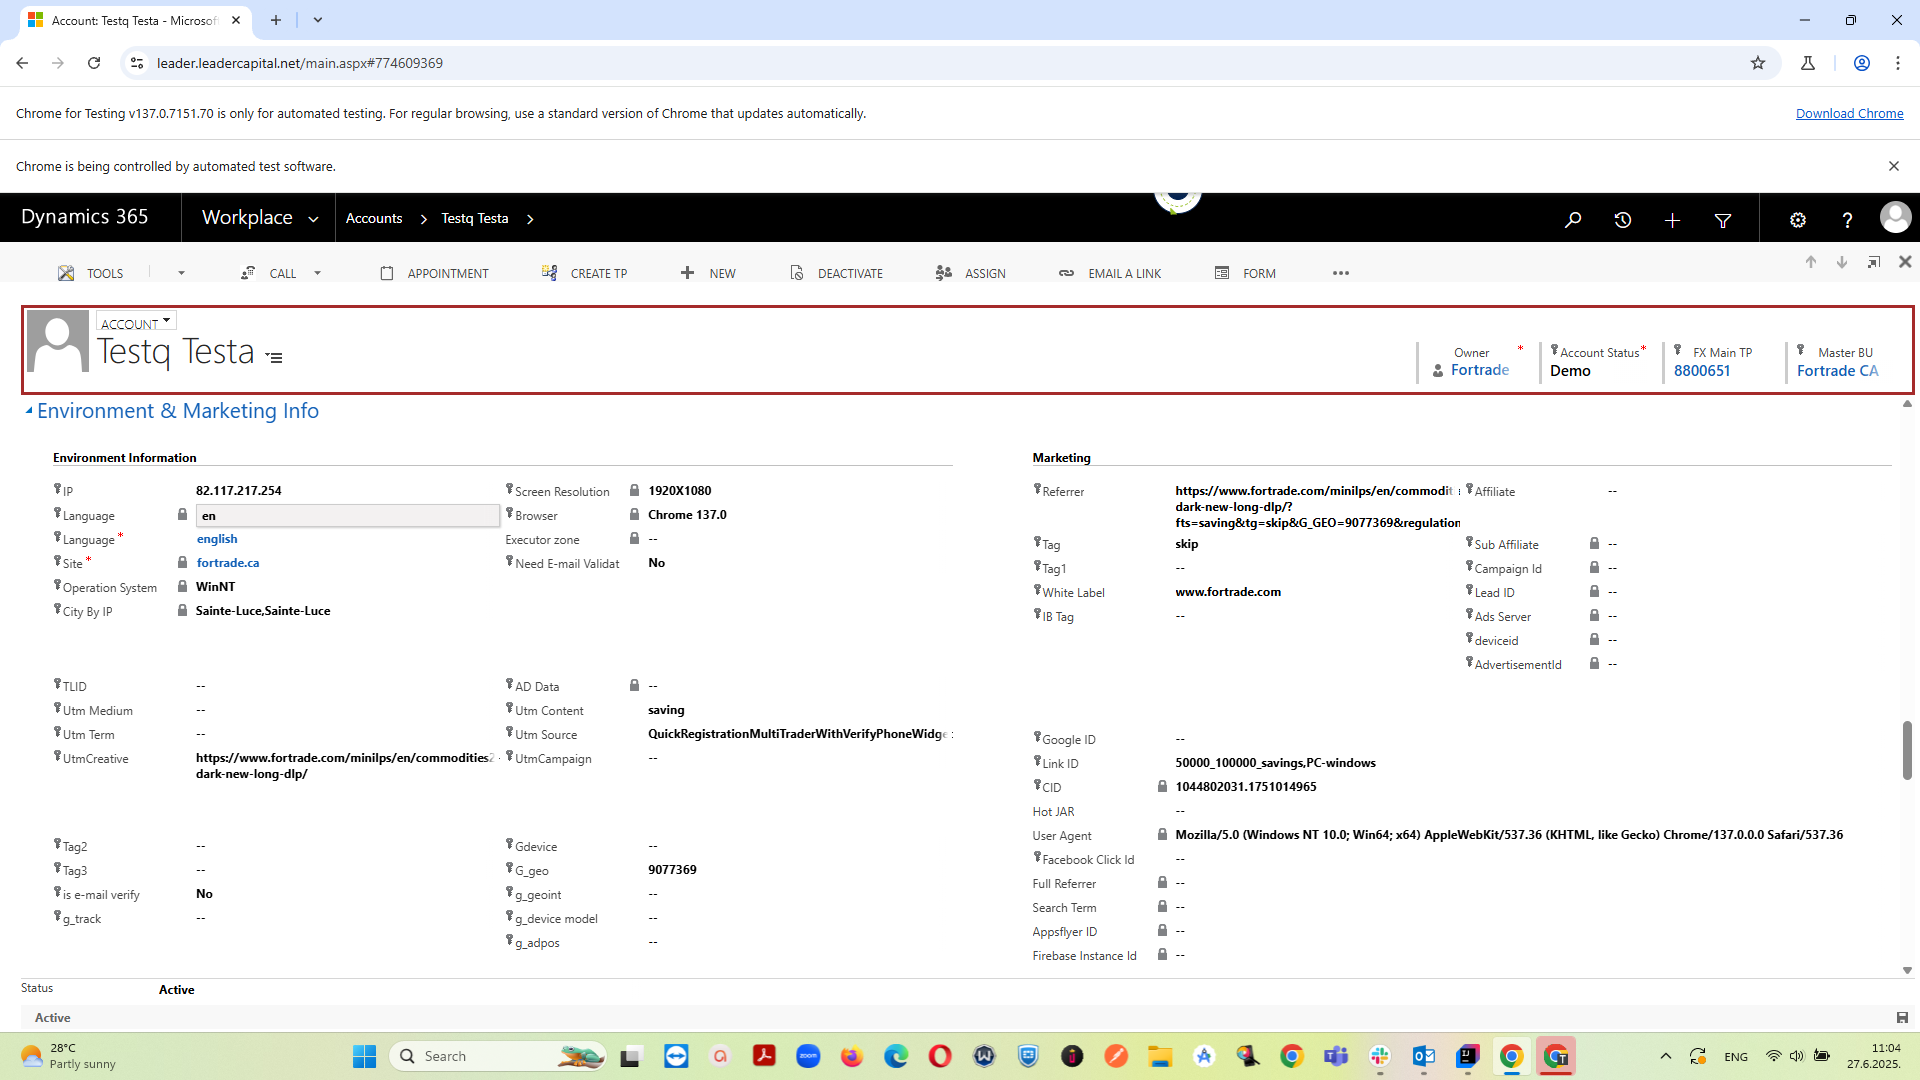 Account: Testq Testa - Microsof
leader.leadercapital.net/main.aspx#774609369
Chrome for Testing v137.0.7151.70 is only for automated testing. For regular browsing, use a standard version of Chrome that updates automatically.
Download Chrome
Chrome is being controlled by automated test software.
Dynamics 365
Workplace
Accounts
Testq Testa
TOOLS
CALL
APPOINTMENT
CREATE TP
NEW
DEACTIVATE
ASSIGN
EMAIL A LINK
FORM
ACCOUNT
Testq Testa
Owner *
Fortrade
Account Status *
Demo
FX Main TP
8800651
Master BU
Fortrade CA
Environment & Marketing Info
Environment Information
IP 82.117.217.254
Language en
Language * english
Site * fortrade.ca
Operation System WinNT
City By IP Sainte-Luce,Sainte-Luce
Screen Resolution 1920X1080
Browser Chrome 137.0
Executor zone --
Need E-mail Validat No
TLID --
Utm Medium --
Utm Term --
UtmCreative https://www.fortrade.com/minilps/en/commodities2-
dark-new-long-dlp/
AD Data --
Utm Content saving
Utm Source QuickRegistrationMultiTraderWithVerifyPhoneWidge
UtmCampaign --
Tag2 --
Tag3 --
is e-mail verify No
g_track --
Gdevice --
G_geo 9077369
g_geoint --
g_device model --
g_adpos --
Marketing
Referrer https://www.fortrade.com/minilps/en/commodit
dark-new-long-dlp/?
fts=saving&tg=skip&G_GEO=9077369&regulation
Tag skip
Tag1 --
White Label www.fortrade.com
IB Tag --
Affiliate --
Sub Affiliate --
Campaign Id --
Lead ID --
Ads Server --
deviceid --
AdvertisementId --
Google ID --
Link ID 50000_100000_savings,PC-windows
CID 1044802031.1751014965
Hot JAR --
User Agent Mozilla/5.0 (Windows NT 10.0; Win64; x64) AppleWebKit/537.36 (KHTML, like Gecko) Chrome/137.0.0.0 Safari/537.36
Facebook Click Id --
Full Referrer --
Search Term --
Appsflyer ID --
Firebase Instance Id --
Status Active
Active
28°C
Partly sunny
Search
zoom
ENG
11:04
27.6.2025.